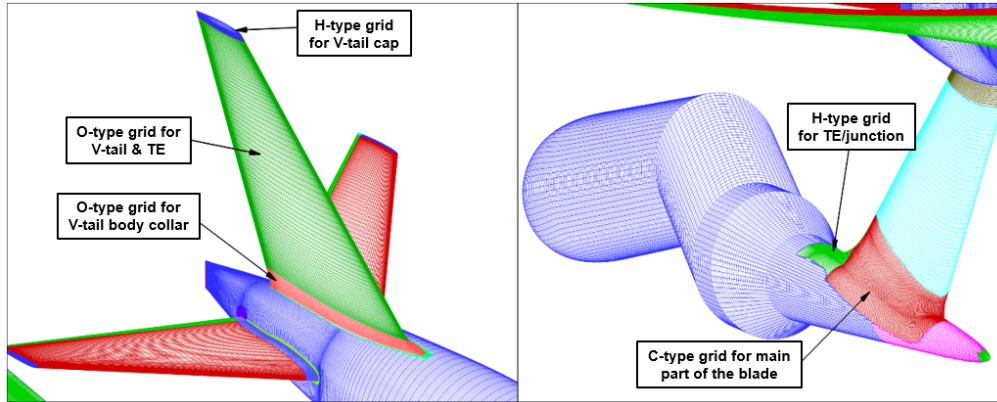 H-type grid
for V-tail cap
O-type grid for
V-tail & TE
O-type grid for
V-tail body collar
H-type grid
for TE/junction
C-type grid for main
part of the blade